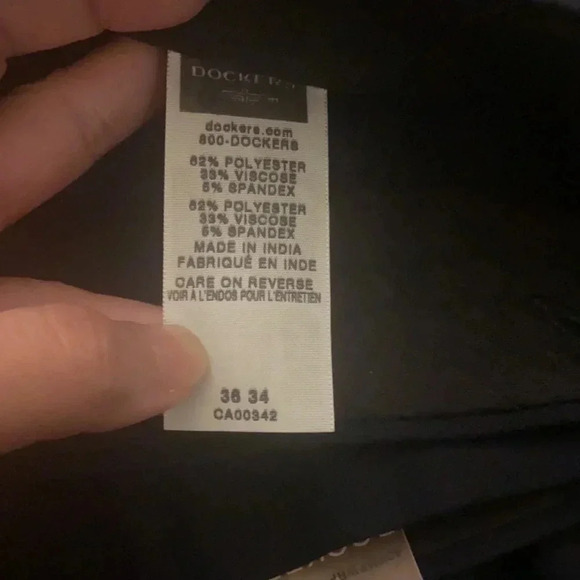 DOCKERS
dockers.com
800-DOCKERS
62% POLYESTER
33% VISCOSE
5% SPANDEX
62% POLYESTER
33% VISCOSE
5% SPANDEX
MADE IN INDIA
FABRIQUÉ EN INDE
CARE ON REVERSE
VOIR À L'ENDOS POUR L'ENTRETIEN
36 34
CA00342